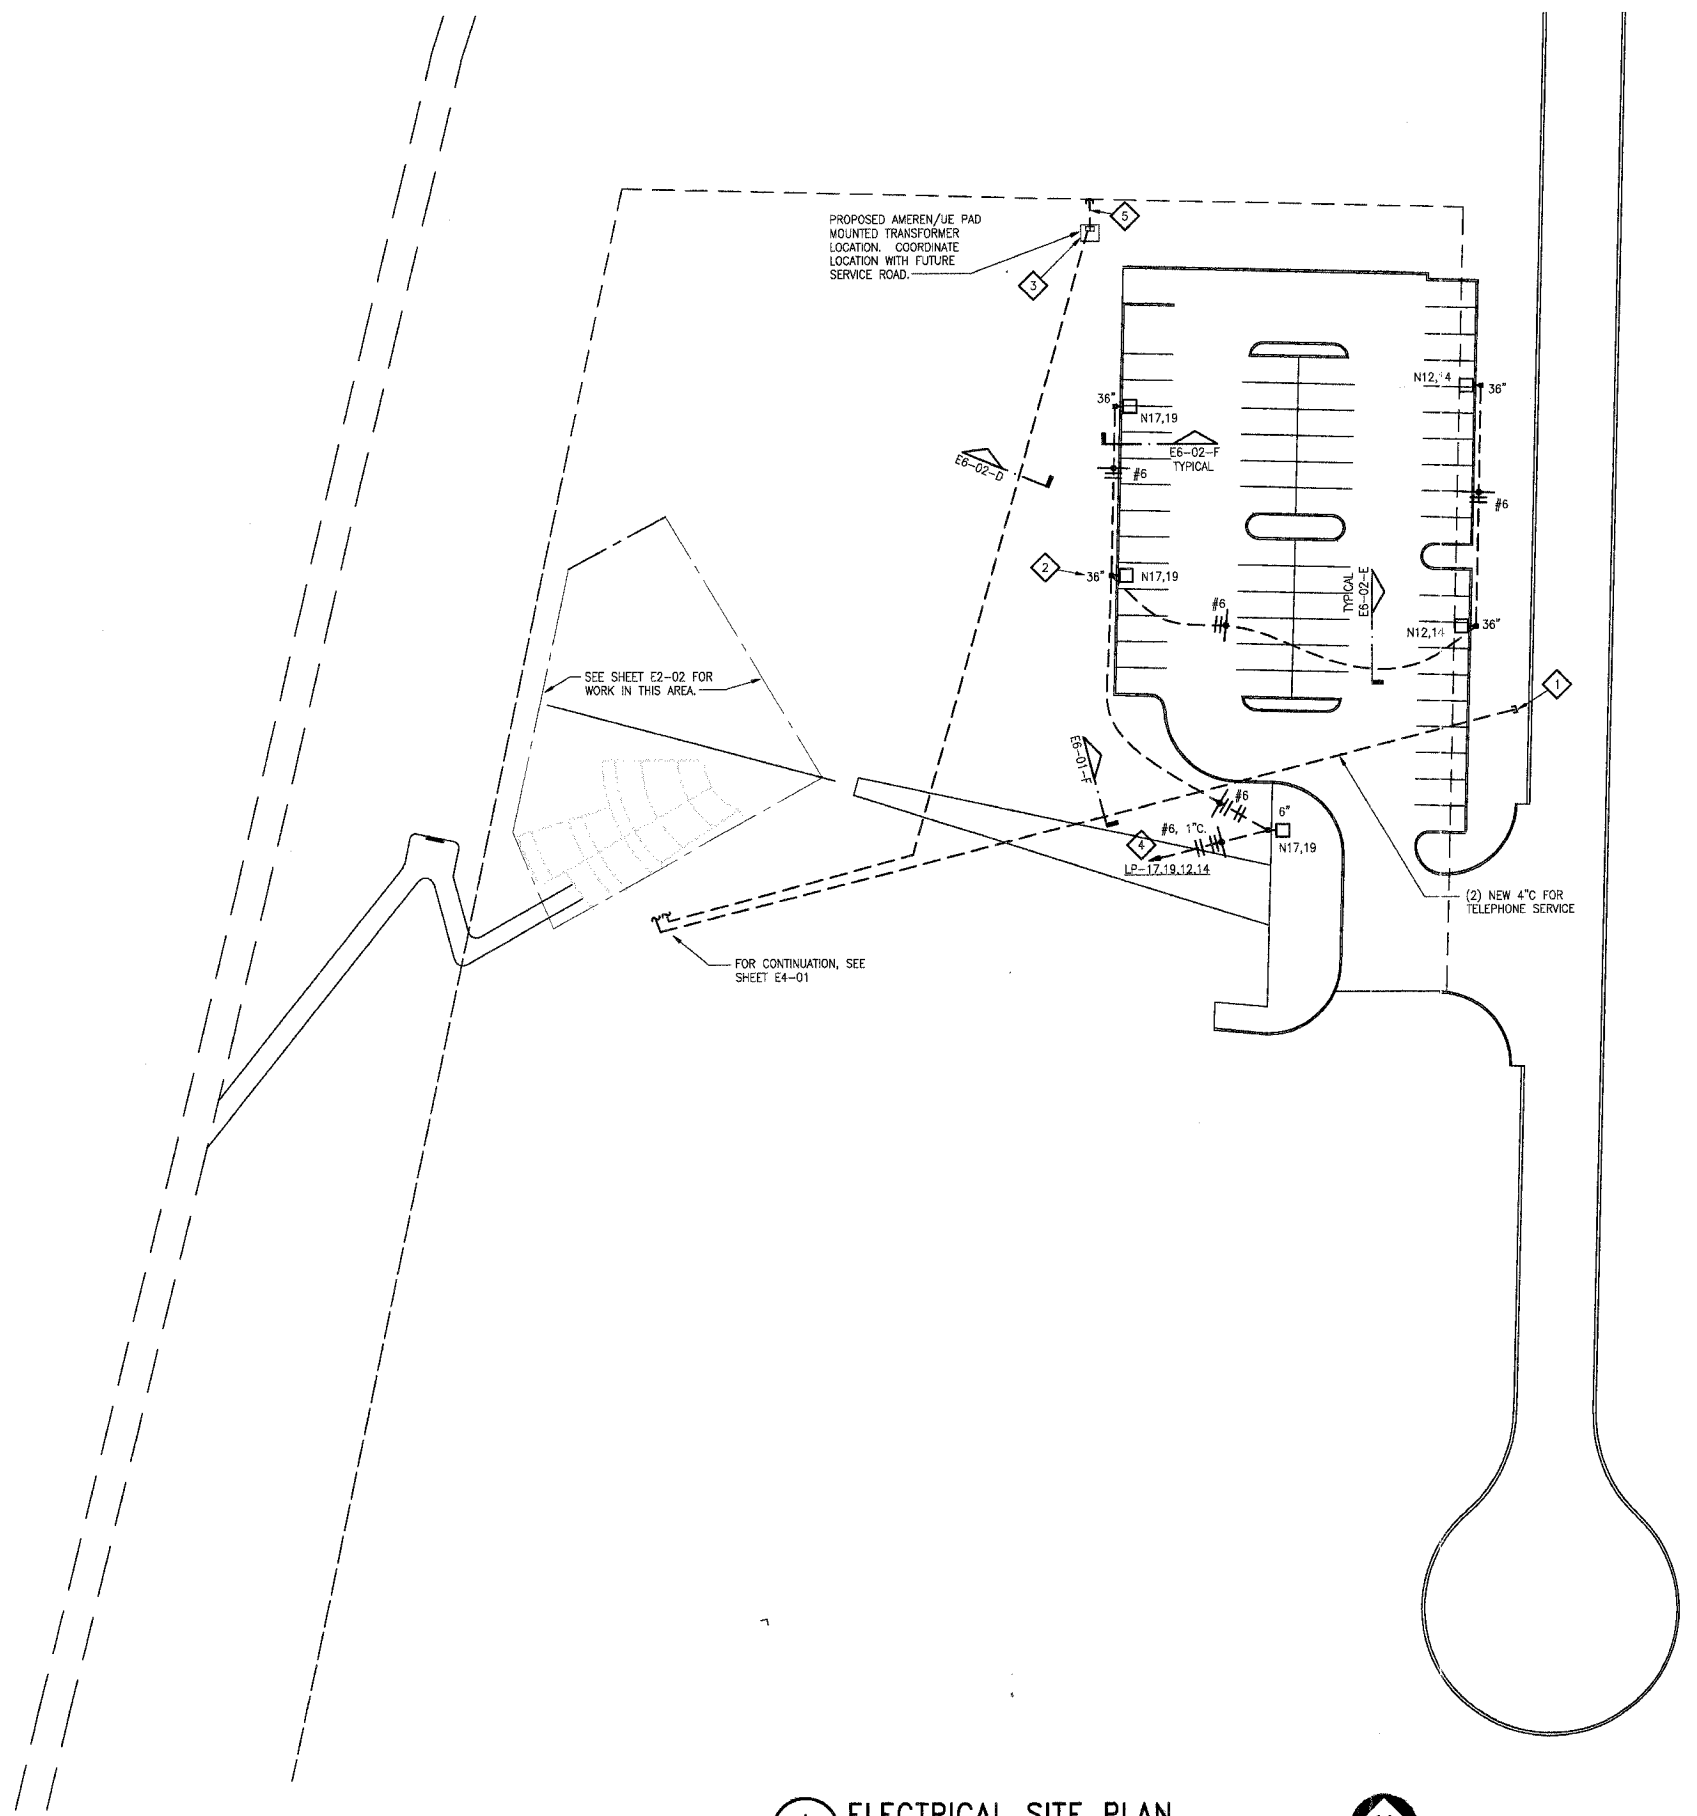 5
PROPOSED AMEREN/UE PAD
MOUNTED TRANSFORMER
LOCATION. COORDINATE
LOCATION WITH FUTURE
SERVICE ROAD.
3
36"
N17,19
E6-02-F
TYPICAL
#6
N12, 4
36"
#6
E6-02-D
2
36"
N17,19
#6
TYPICAL
E6-02-E
N12,14
36"
SEE SHEET E2-02 FOR
WORK IN THIS AREA.
1
E6-01-F
#6
6"
#6, 1"C.
4
N17,19
LP-17,19,12,14
(2) NEW 4"C FOR
TELEPHONE SERVICE
FOR CONTINUATION, SEE
SHEET E4-01
ELECTRICAL SITE PLAN